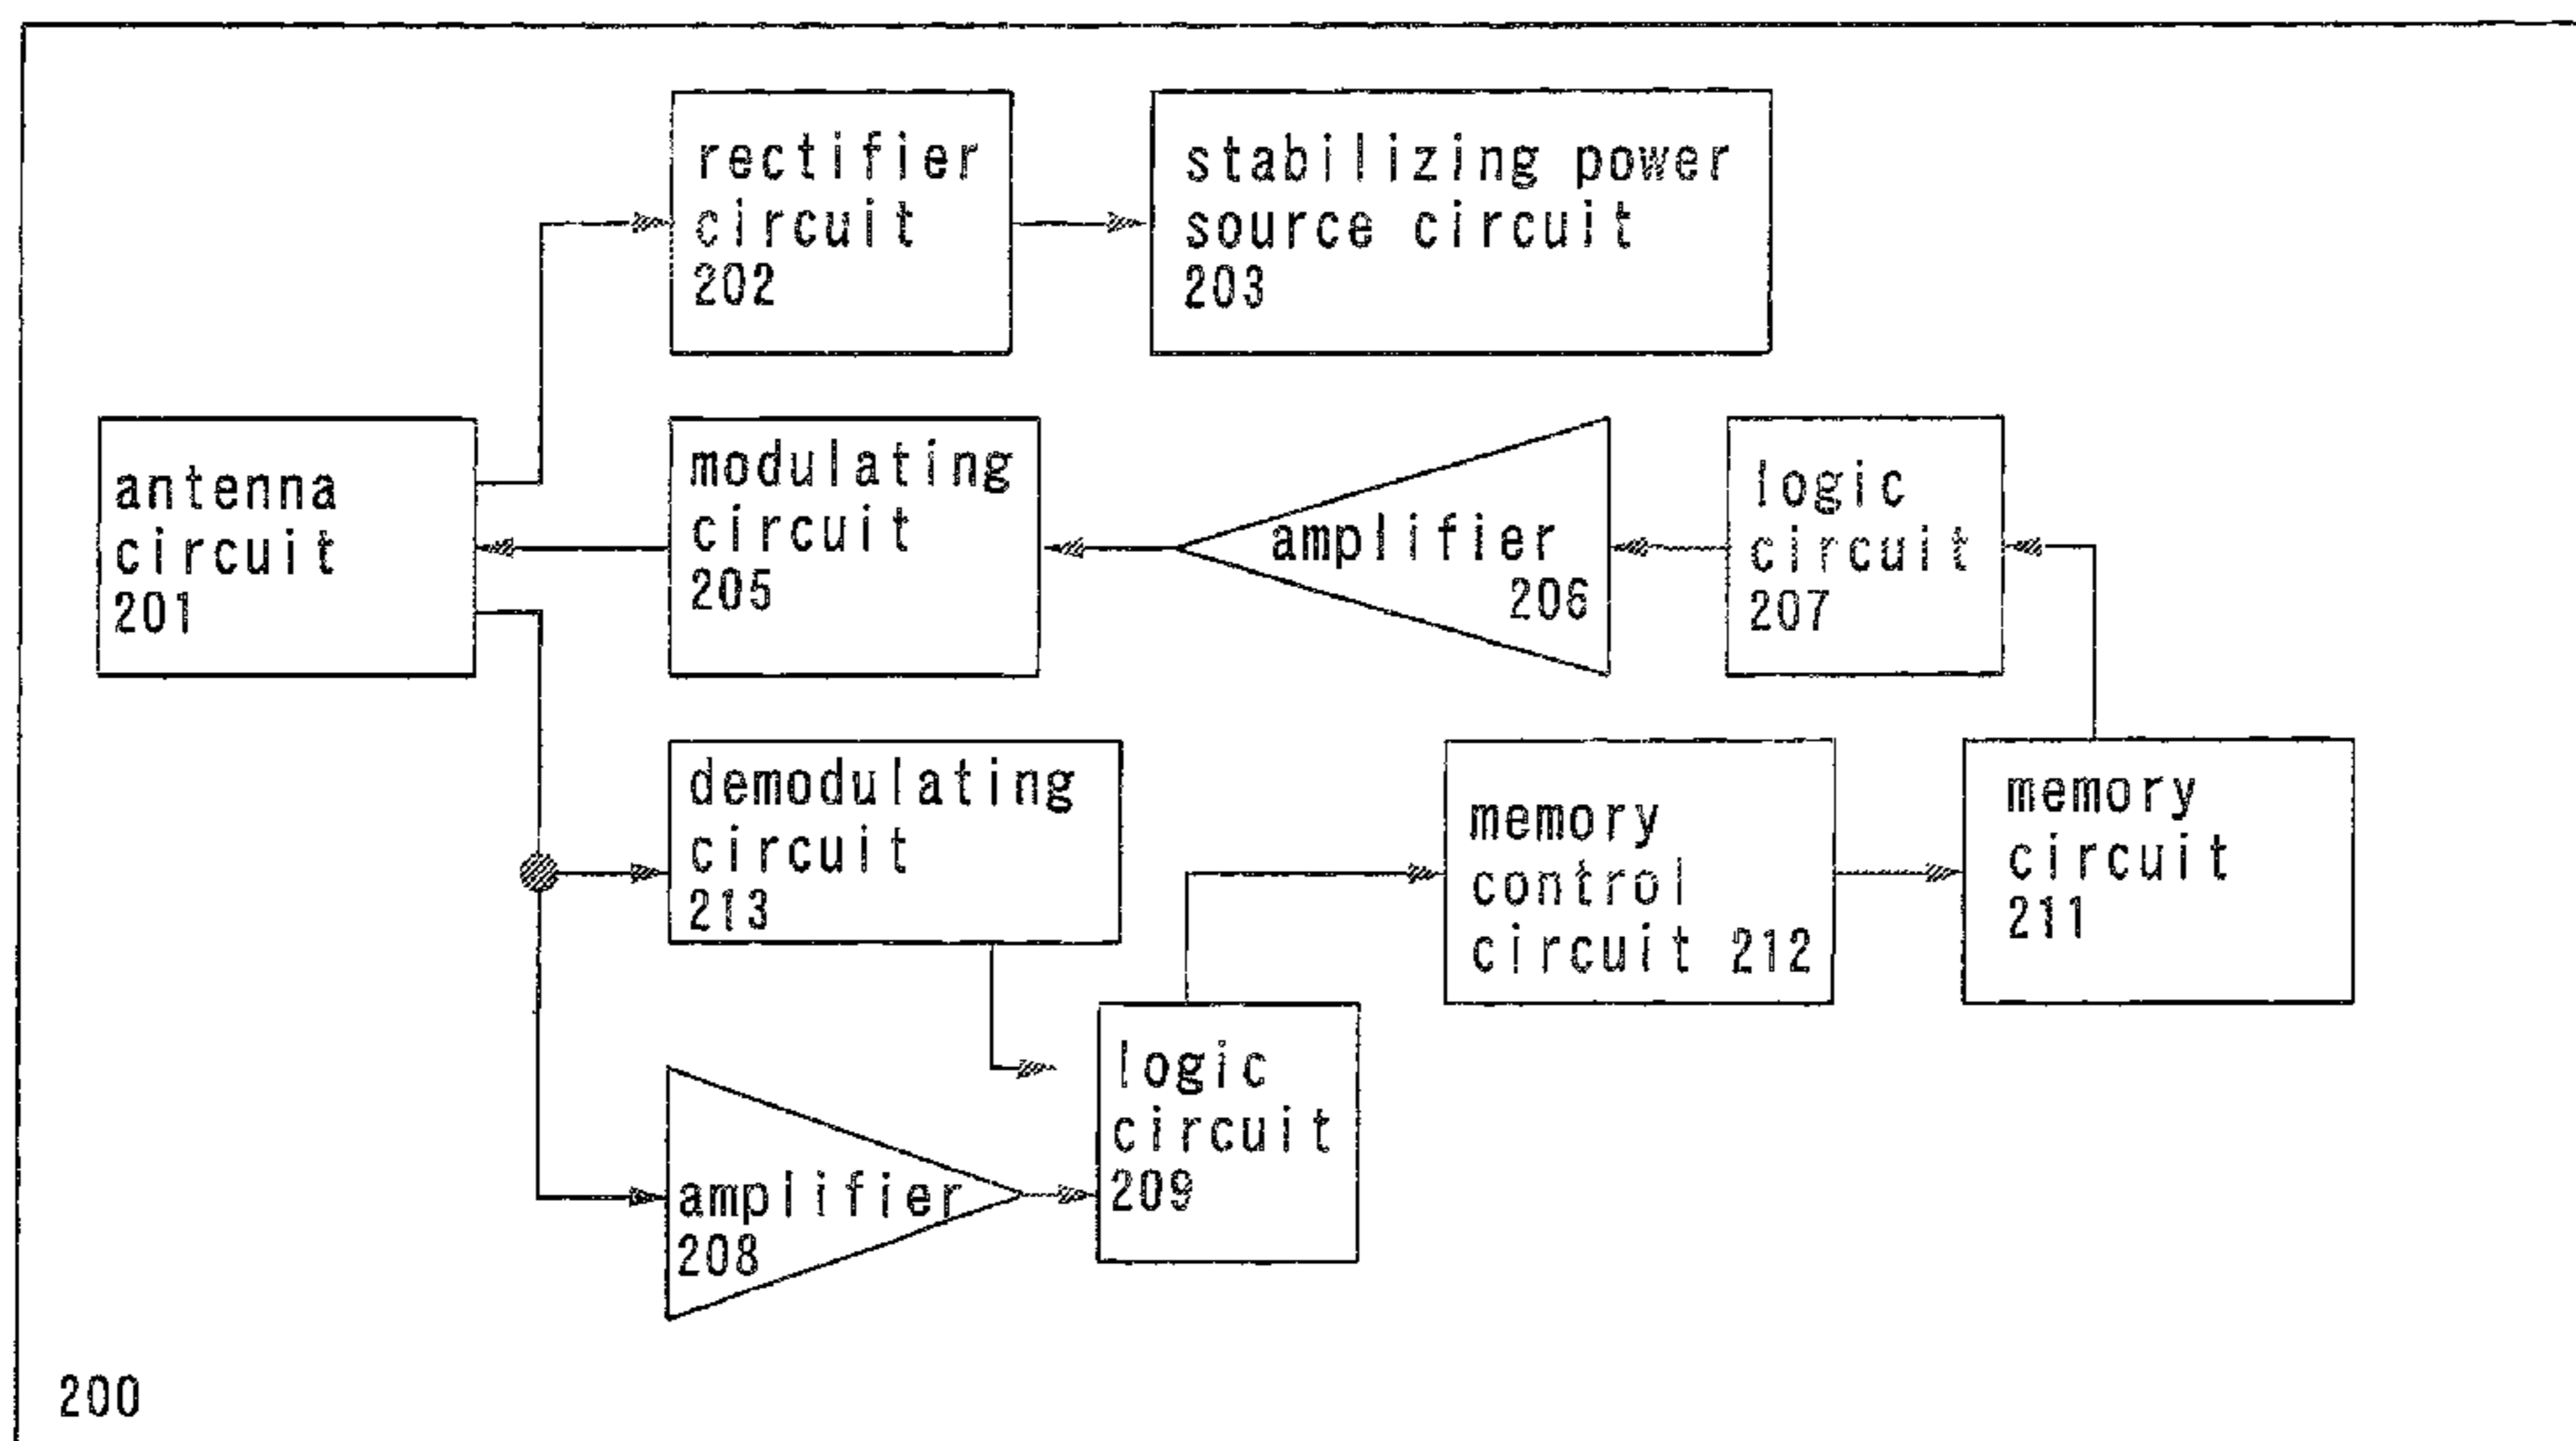 rectifier
circuit
202
stabilizing power
source circuit
203
antenna
circuit
201
modulating
circuit
205
amplifier
206
logic
circuit
207
demodulating
circuit
213
memory
control
circuit 212
memory
circuit
211
logic
circuit
209
amplifier
208
200